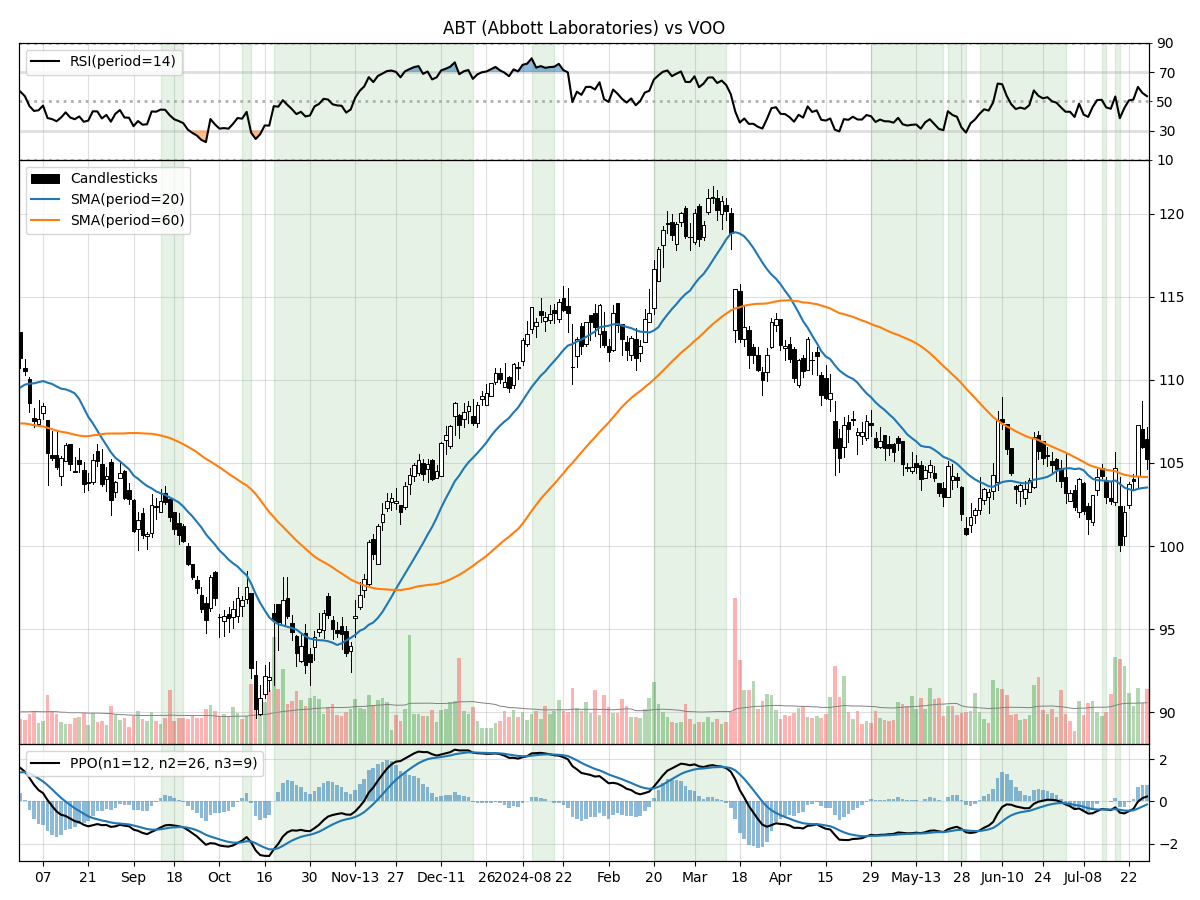 ABT (Abbott Laboratories) vs VOO
RSI(period=14)
90
70
50
30
10
Candlesticks
SMA(period=20)
SMA(period=60)
120
115
110
105
100
95
90
PPO(n1=12, n2=26, n3=9)
2
0
−2
07 21 Sep 18 Oct 16 30 Nov-13 27 Dec-11 26 2024-08 22 Feb 20 Mar 18 Apr 15 29 May-13 28 Jun-10 24 Jul-08 22